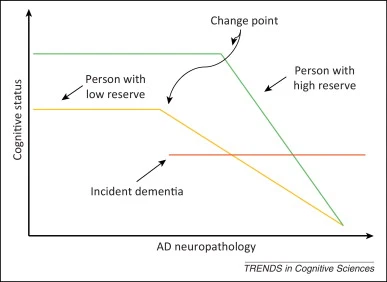 Change point
Person with
low reserve
Person with
high reserve
Cognitive status
Incident dementia
AD neuropathology
TRENDS in Cognitive Sciences